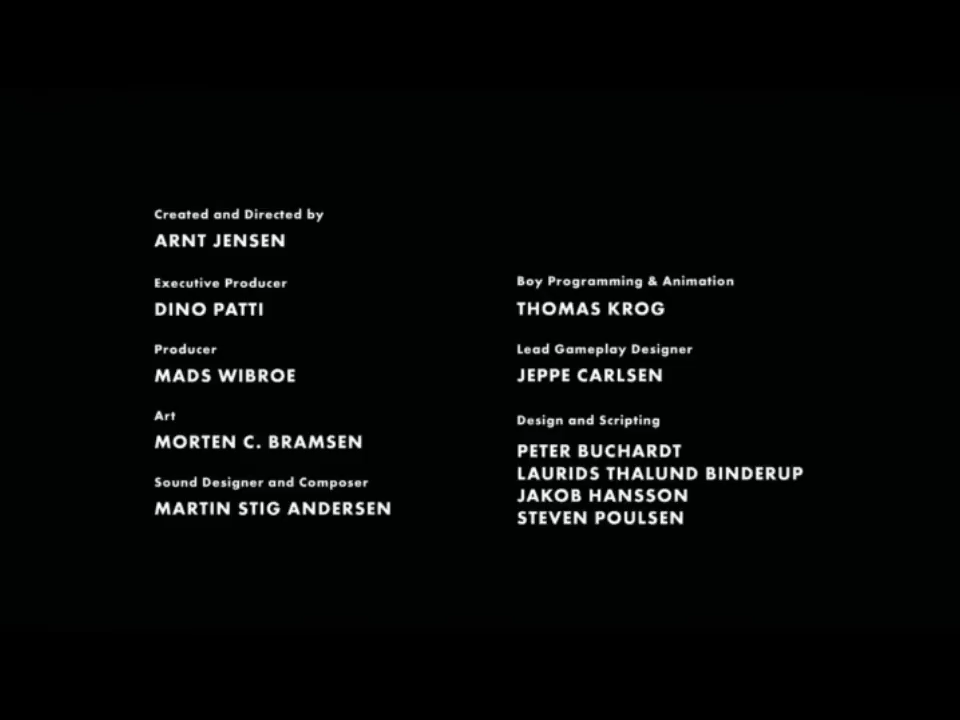 Created and Directed by
ARNT JENSEN
Executive Producer
DINO PATTI
Producer
MADS WIBROE
Art
MORTEN C. BRAMSEN
Sound Designer and Composer
MARTIN STIG ANDERSEN
Boy Programming & Animation
THOMAS KROG
Lead Gameplay Designer
JEPPE CARLSEN
Design and Scripting
PETER BUCHARDT
LAURIDS THALUND BINDERUP
JAKOB HANSSON
STEVEN POULSEN